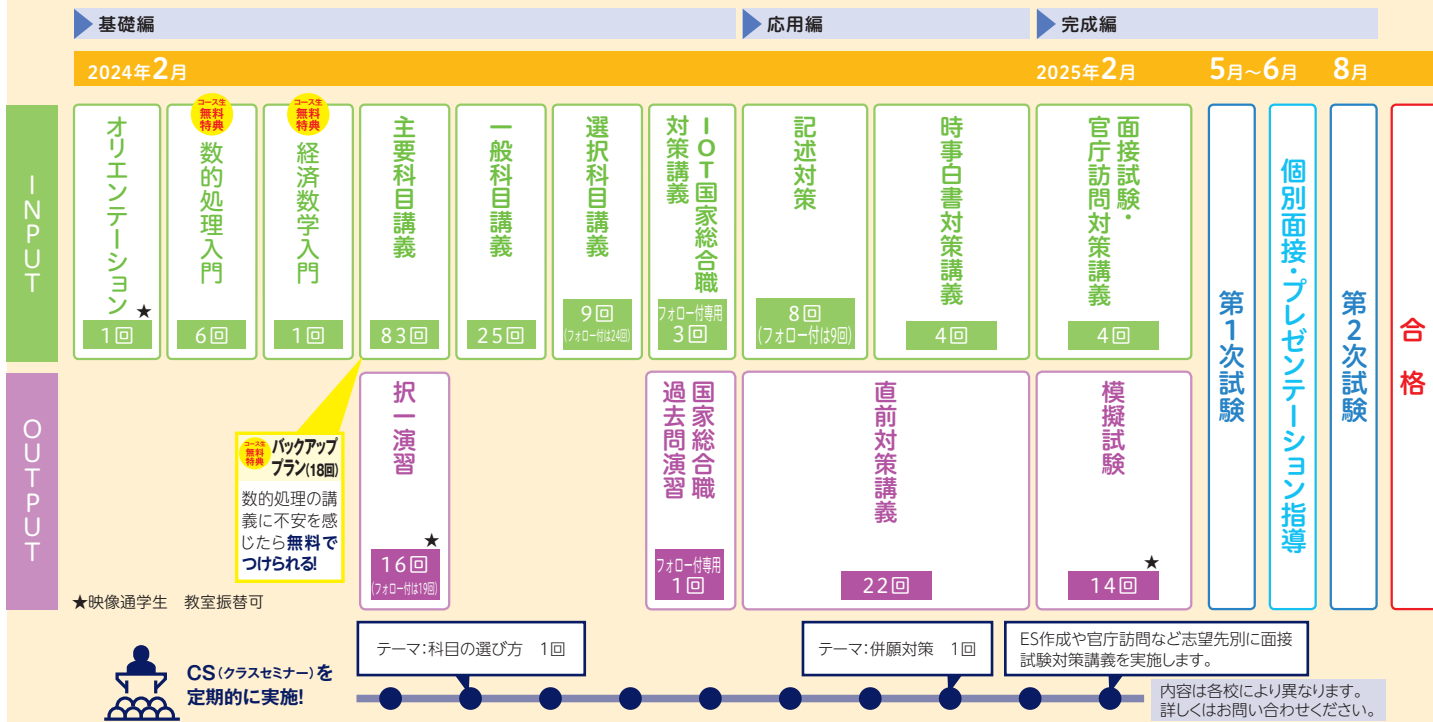 基礎編
応用編
完成編
2024年2月
2025年2月
5月～6月
8月
INPUT
オリエンテーション
★
1回
コース生
無料
特典
数的処理入門
6回
コース生
無料
特典
経済数学入門
1回
主要科目講義
83回
一般科目講義
25回
選択科目講義
9回
(フォロー付は24回)
IOT国家総合職
対策講義
フォロー付専用
3回
記述対策
8回
(フォロー付は9回)
時事白書対策講義
4回
面接試験・
官庁訪問対策講義
4回
第1次試験
個別面接・プレゼンテーション指導
第2次試験
合格
OUTPUT
コース生
無料
特典
バックアップ
プラン(18回)
数的処理の講
義に不安を感
じたら無料で
つけられる!
択一演習
★
16回
(フォロー付は19回)
国家総合職
過去問演習
フォロー付専用
1回
直前対策講義
22回
模擬試験
★
14回
★映像通学生　教室振替可
CS(クラスセミナー)を
定期的に実施!
テーマ:科目の選び方　1回
テーマ:併願対策　1回
ES作成や官庁訪問など志望先別に面接
試験対策講義を実施します。
内容は各校により異なります。
詳しくはお問い合わせください。